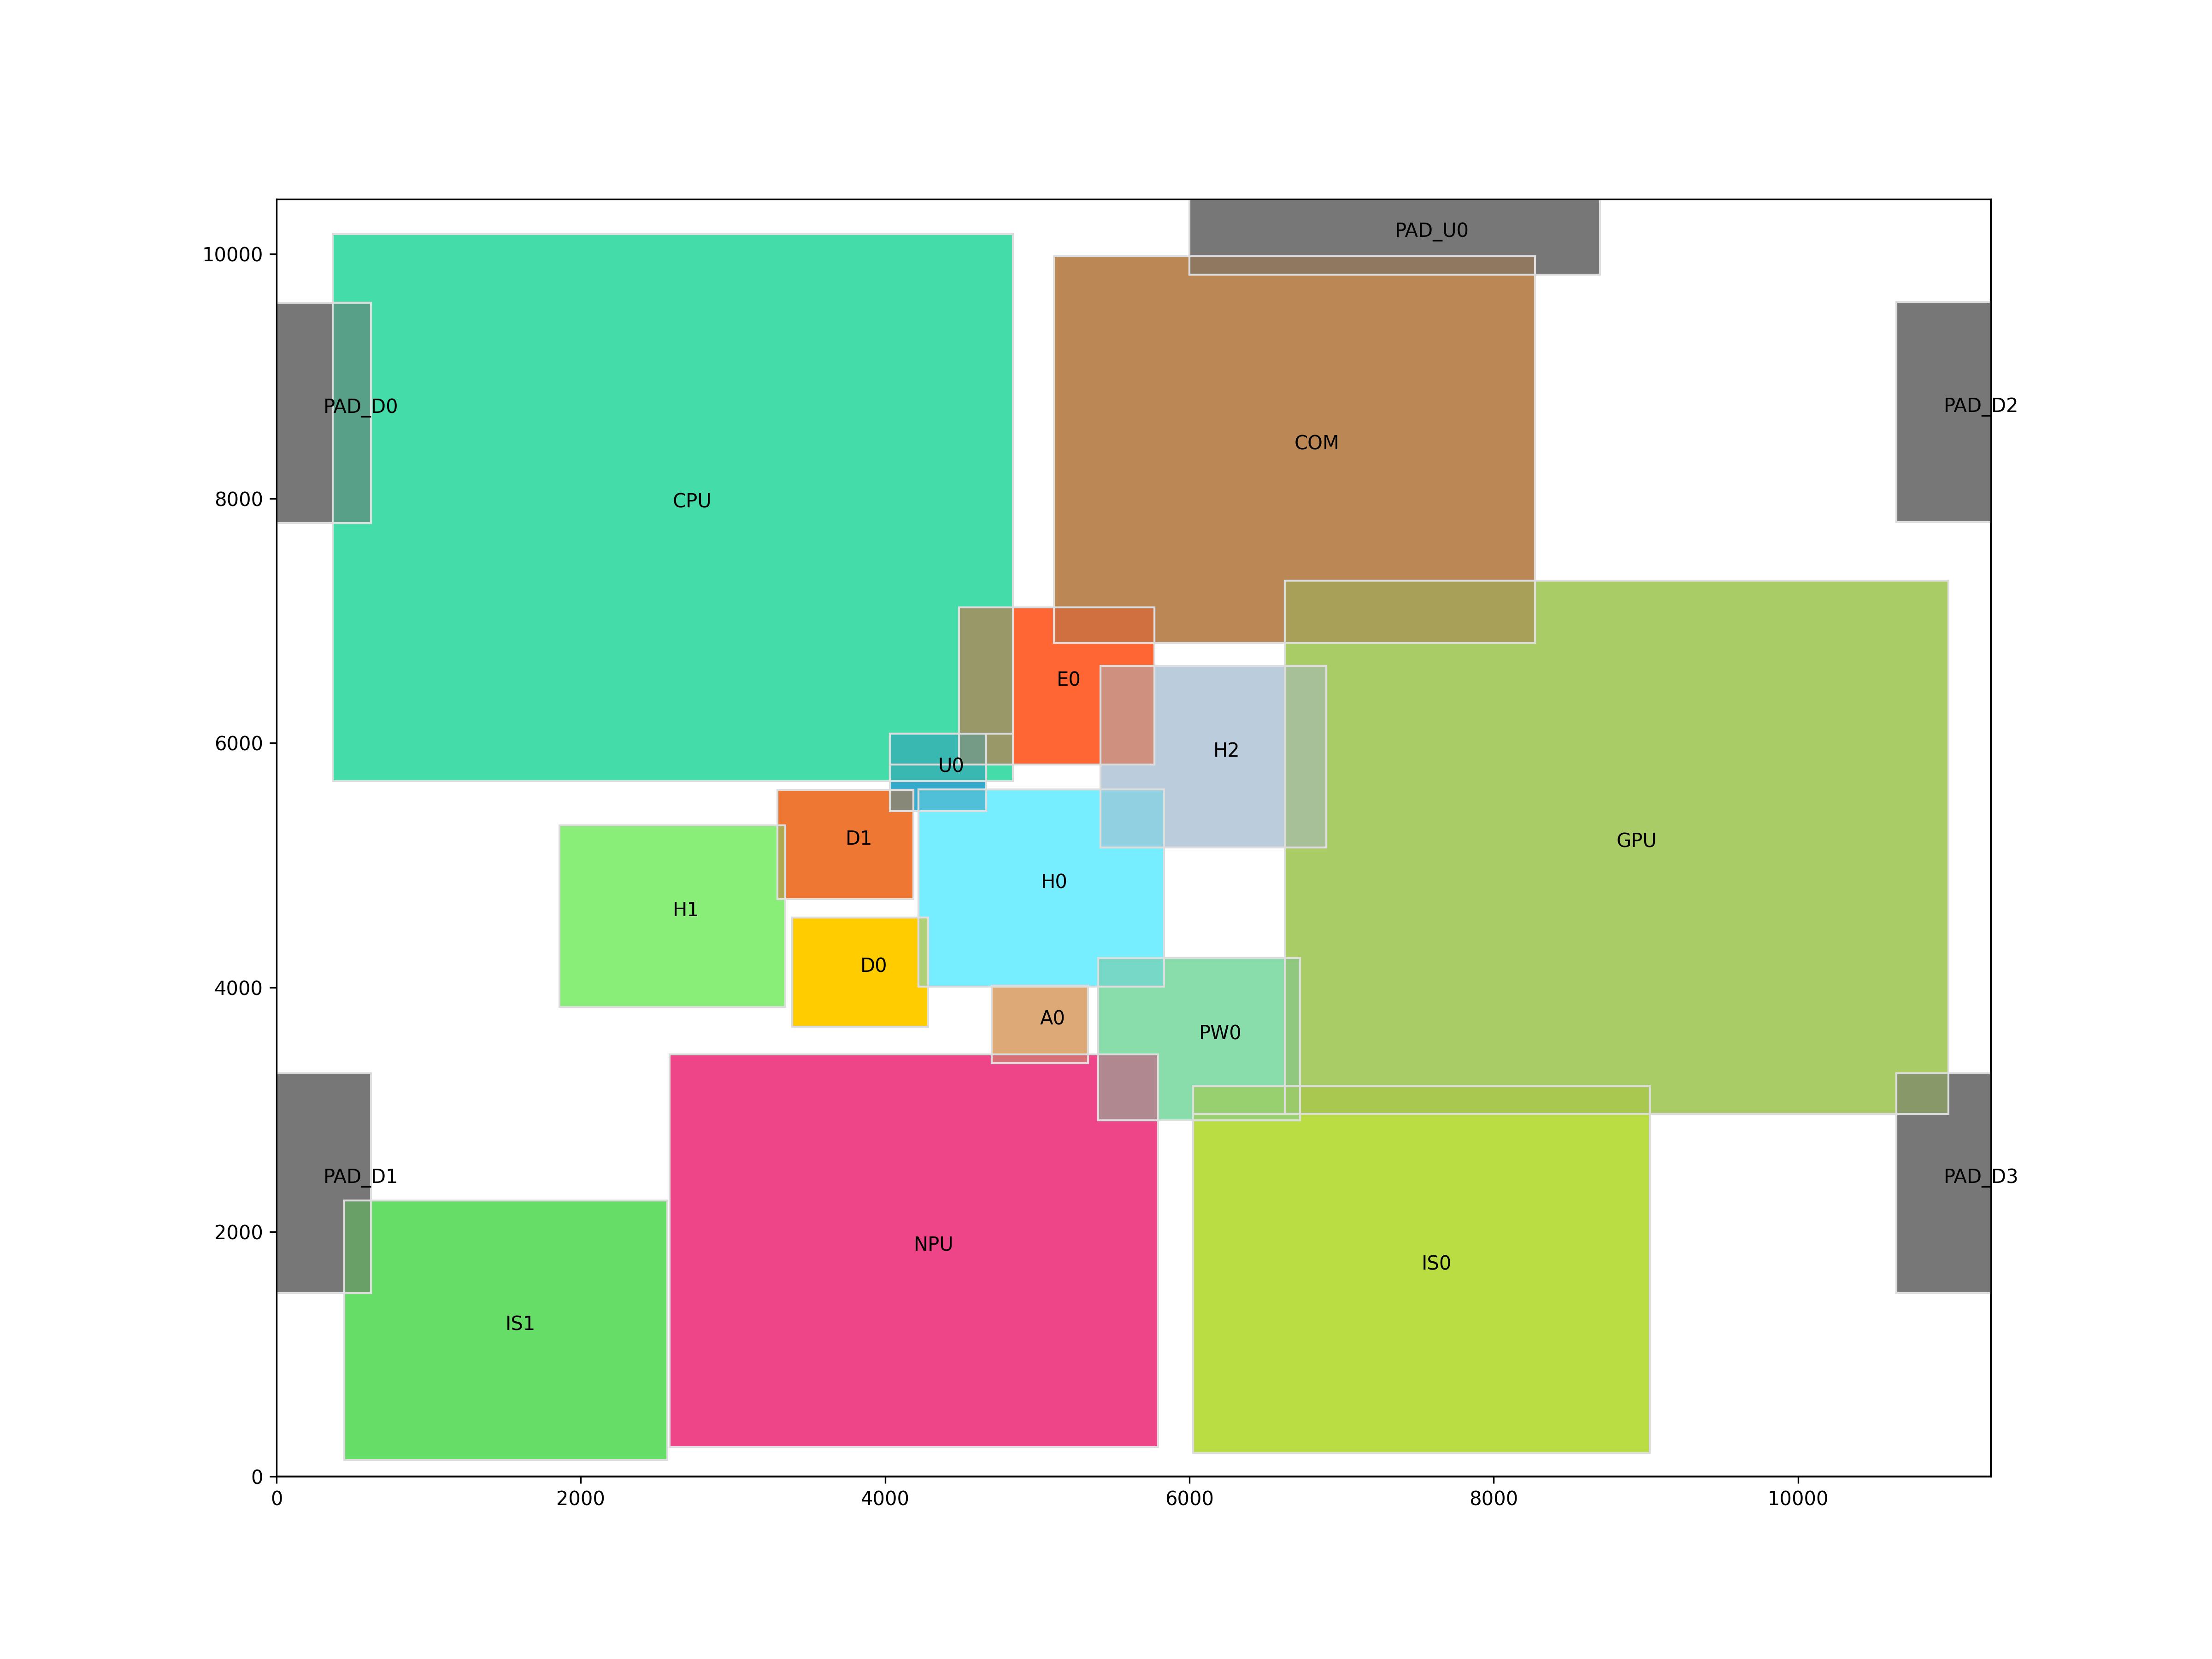 PAD_U0
10000
PAD_D0
PAD_D2
COM
8000
CPU
E0
6000
H2
U0
D1
GPU
H0
H1
D0
4000
A0
PW0
PAD_D1
PAD_D3
2000
NPU
IS0
IS1
0
0 2000 4000 6000 8000 10000